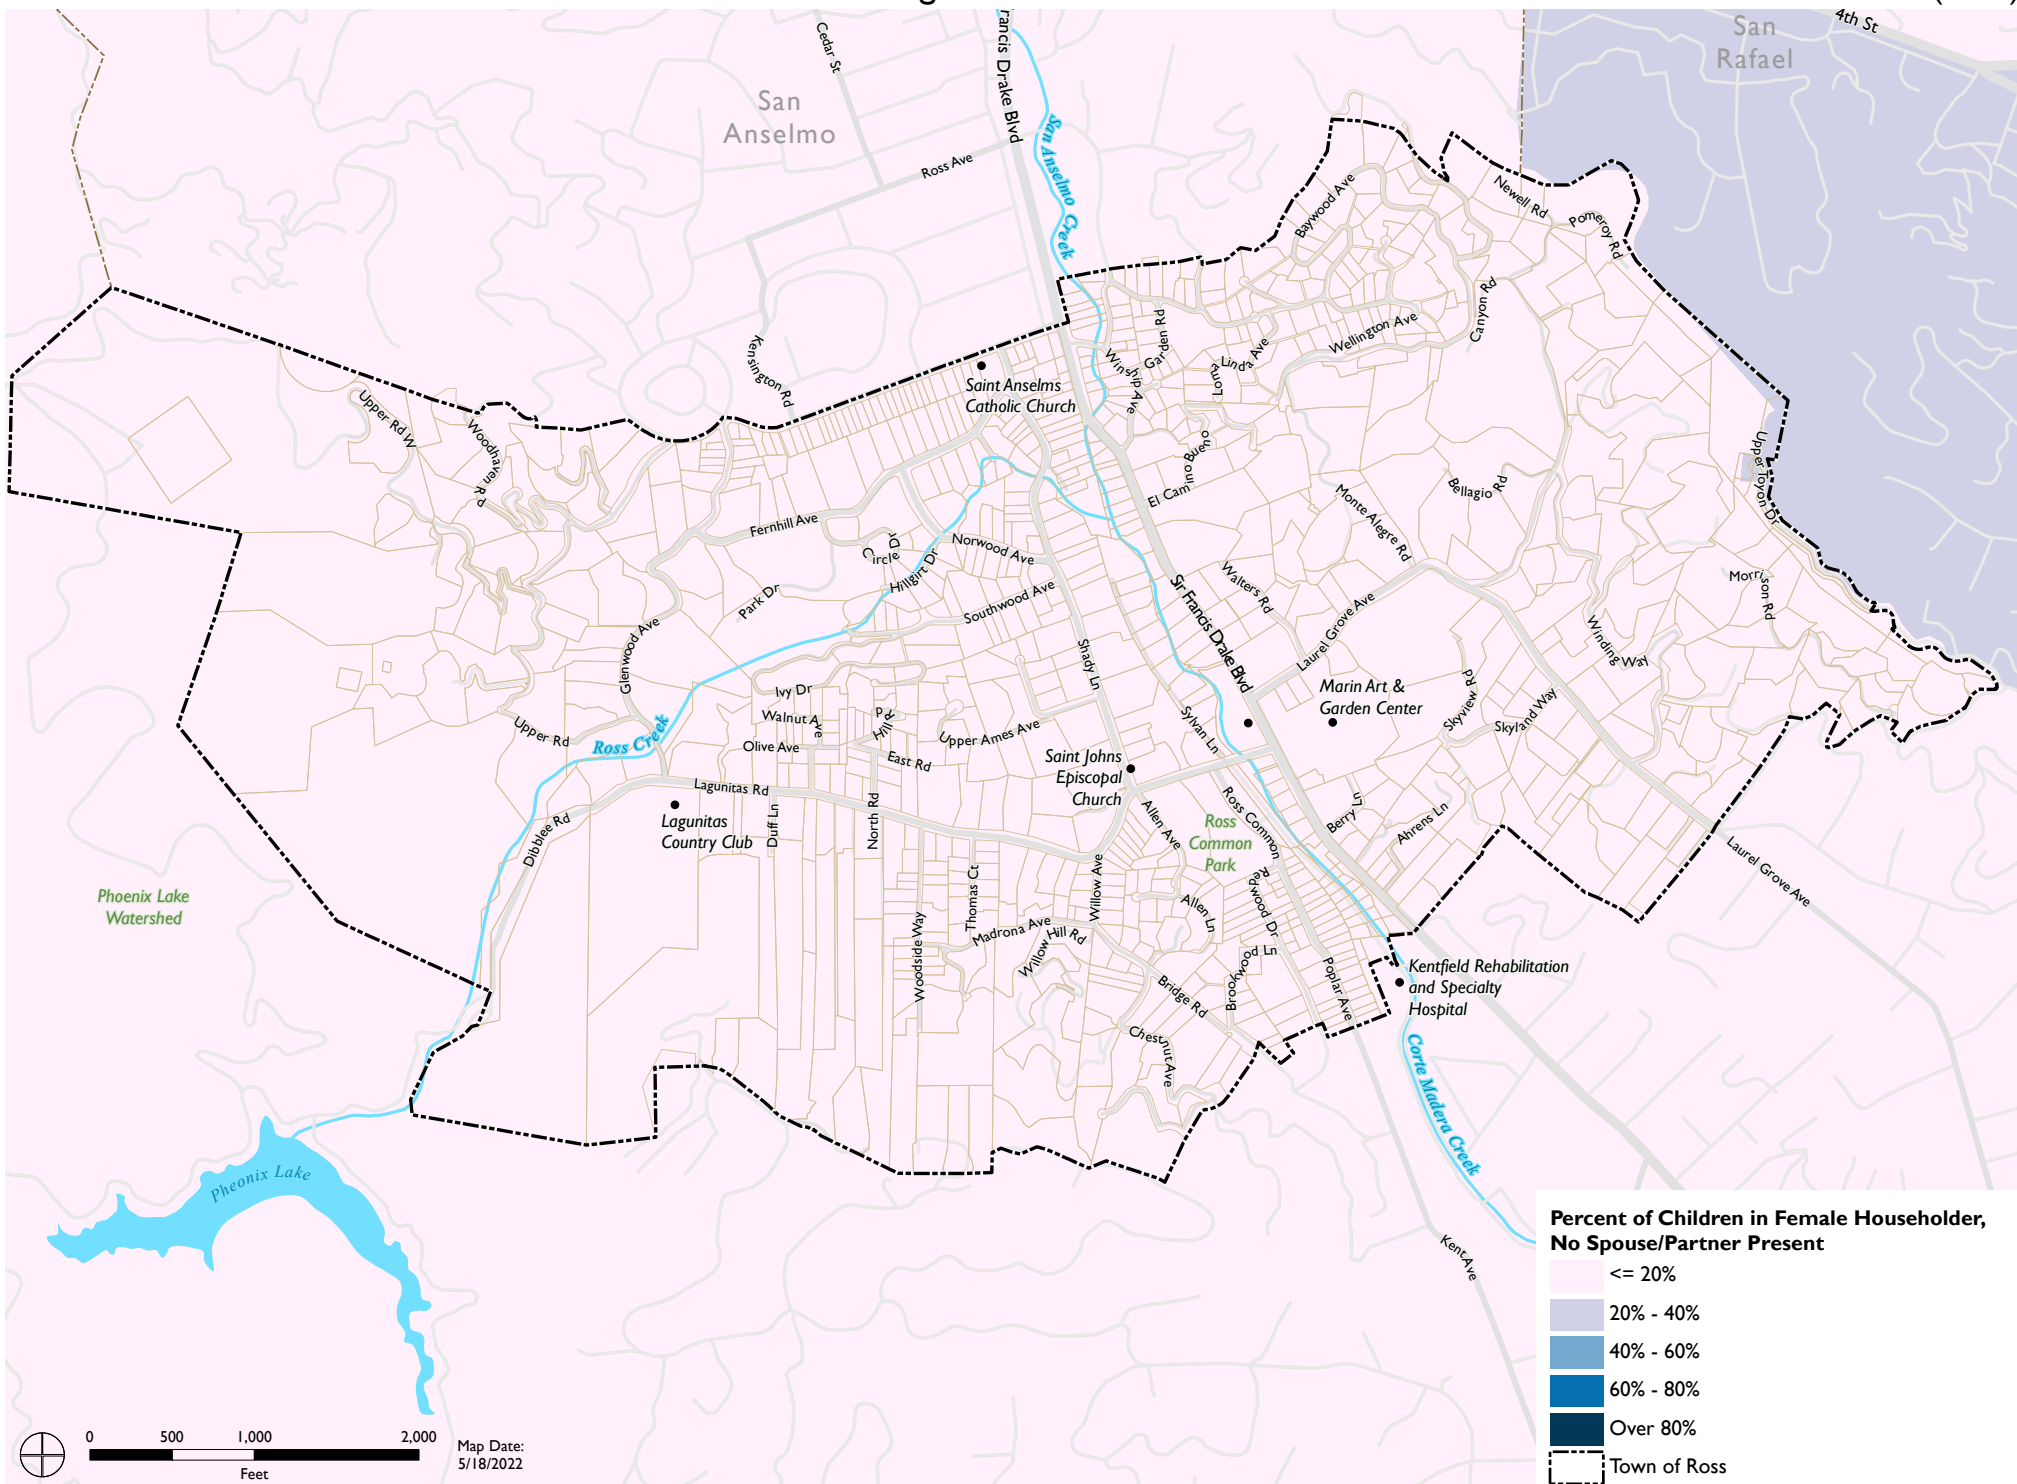 San
Rafael
4th St
Cedar St
rancis Drake Blvd
San
Anselmo
San Anselmo Creek
Ross Ave
Baywood Ave
Newell Rd
Pomeroy Rd
Canyon Rd
Kensington Rd
Garden Rd
Winship Ave
Linda Ave
Lome
Wellington Ave
Saint Anselms
Catholic Church
Upper Rd W
Woodhaven Rd
El Camino Bueno
Bellagio Rd
Upper Toyon Dr
Monte Alegre Rd
Fernhill Ave
Circle Dr
Norwood Ave
Hillgirt Dr
Park Dr
Southwood Ave
Walters Rd
Sir Francis Drake Blvd
Laurel Grove Ave
Morrison Rd
Winding Way
Glenwood Ave
Shady Ln
Ivy Dr
Walnut Ave
Hill Rd
Olive Ave
East Rd
Upper Ames Ave
Sylvan Ln
Marin Art &
Garden Center
Skyview Rd
Skyland Way
Upper Rd
Ross Creek
Saint Johns
Episcopal
Church
Lagunitas Rd
Lagunitas
Country Club
Duff Ln
North Rd
Dibblee Rd
Allen Ave
Ross Common
Ross
Common
Park
Berry Ln
Ahrens Ln
Laurel Grove Ave
Phoenix Lake
Watershed
Thomas Ct
Willow Ave
Redwood Dr
Allen Ln
Woodside Way
Madrona Ave
Willow Hill Rd
Brookwood Ln
Bridge Rd
Poplar Ave
Kentfield Rehabilitation
and Specialty
Hospital
Chestnut Ave
Corte Madera Creek
Pheonix Lake
Kent Ave
Percent of Children in Female Householder,
No Spouse/Partner Present
<= 20%
20% - 40%
40% - 60%
60% - 80%
Over 80%
Town of Ross
0 500 1,000 2,000
Feet
Map Date:
5/18/2022